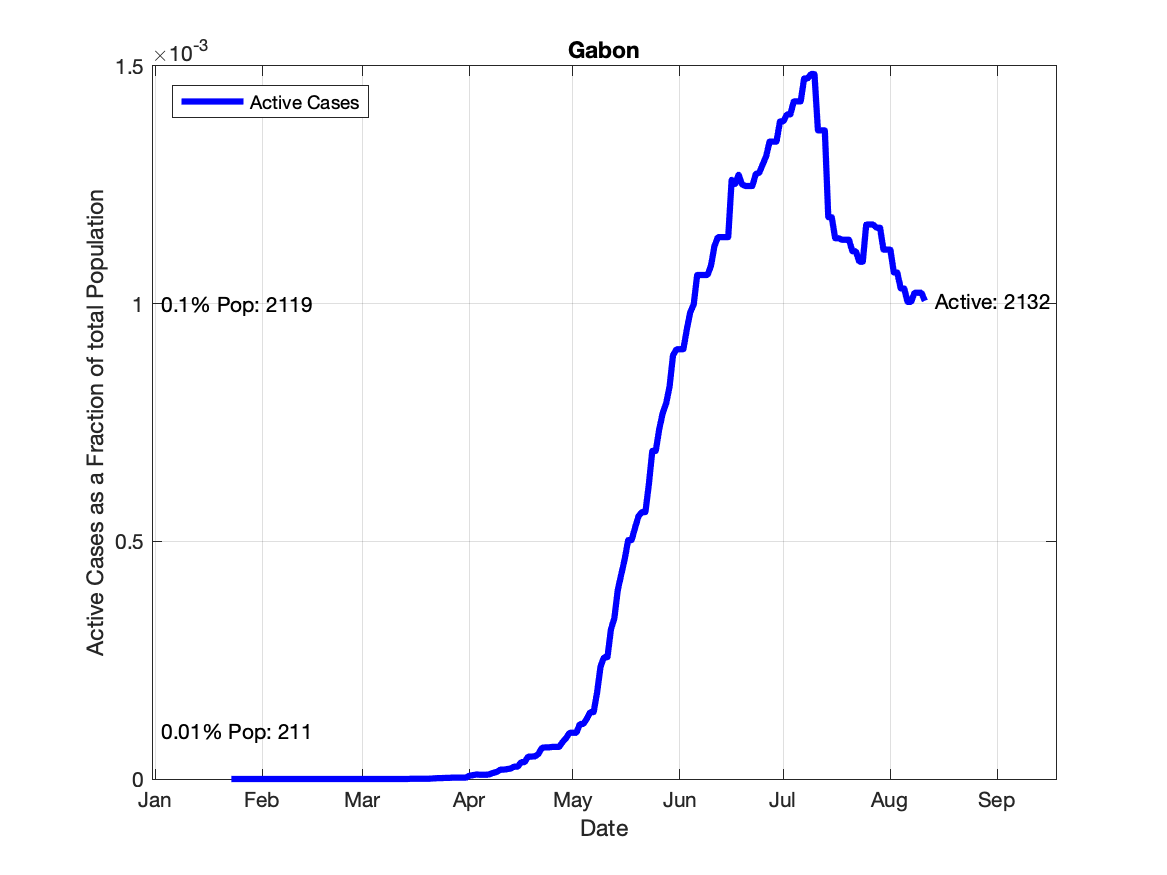 Gabon
×10-3
1.5
Active Cases
Active Cases as a Fraction of total Population
1
0.1% Pop: 2119
Active: 2132
0.5
0.01% Pop: 211
0
Jan Feb Mar Apr May Jun Jul Aug Sep
Date